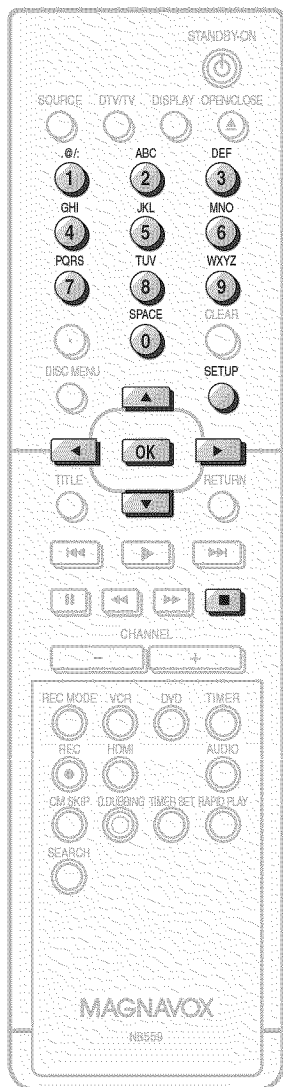 STANDBY-ON
SOURCE DTV/TV DISPLAY OPEN/CLOSE
.@/: ABC DEF
1 2 3
GHI JKL MNO
4 5 6
PQRS TUV WXYZ
7 8 9
SPACE CLEAR
0
DISC MENU SETUP
OK
TITLE RETURN
CHANNEL
- +
REC MODE VCR DVD TIMER
REC HDMI AUDIO
CM SKIP D.DUBBING TIMER SET RAPID PLAY
SEARCH
MAGNAVOX
NB559